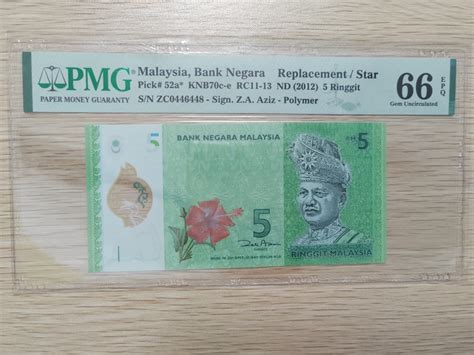 PMG
PAPER MONEY GUARANTY
Malaysia, Bank Negara Replacement / Star
Pick# 52a* KNB70c-e RC11-13 ND (2012) 5 Ringgit
S/N ZC0446448 - Sign. Z.A. Aziz - Polymer
66 EPQ
Gem Uncirculated
BANK NEGARA MALAYSIA
RM 5
5
RINGGIT MALAYSIA